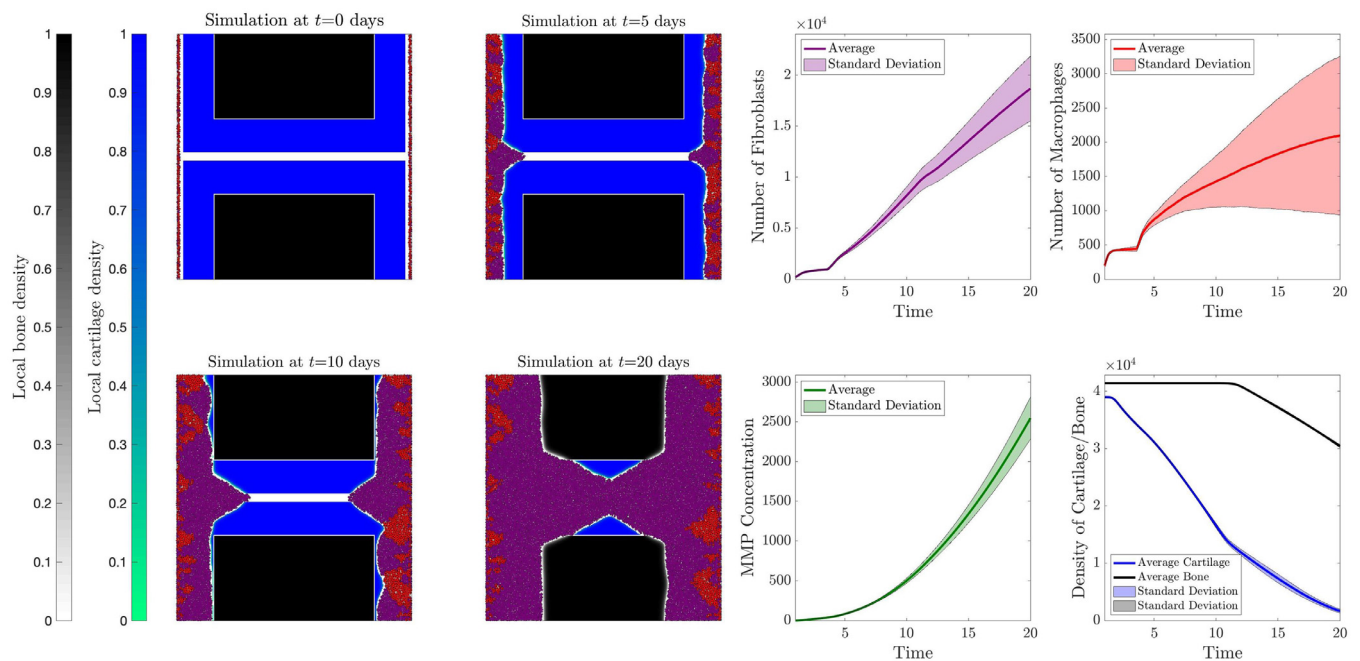 Simulation at t=0 days
Simulation at t=5 days
Local bone density
1
0.9
0.8
0.7
0.6
0.5
0.4
0.3
0.2
0.1
0
Local cartilage density
1
0.9
0.8
0.7
0.6
0.5
0.4
0.3
0.2
0.1
0
Simulation at t=10 days
Simulation at t=20 days
×10⁴
Average
Standard Deviation
Number of Fibroblasts
2
1.5
1
0.5
0
5
10
15
20
Time
Average
Standard Deviation
Number of Macrophages
3500
3000
2500
2000
1500
1000
500
0
5
10
15
20
Time
Average
Standard Deviation
MMP Concentration
3000
2500
2000
1500
1000
500
0
5
10
15
20
Time
×10⁴
Density of Cartilage/Bone
4
3
2
1
0
Average Cartilage
Average Bone
Standard Deviation
Standard Deviation
5
10
15
20
Time